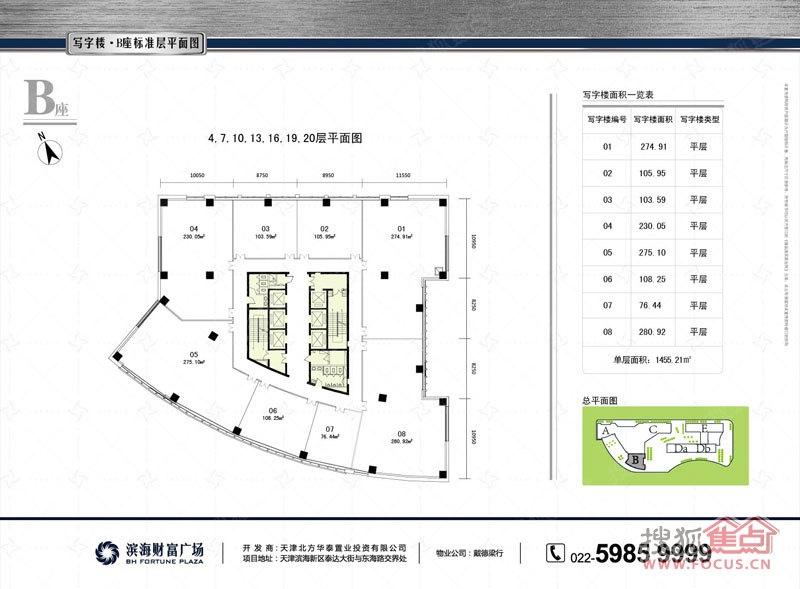 写字楼·B座标准层平面图
B座
N
4,7,10,13,16,19,20层平面图
10050 8750 8950 11550
04
230.05m²
03
103.59m²
02
105.95m²
01
274.91m²
10950
8250
8250
10950
05
275.10m²
06
108.25m²
07
76.44m²
08
280.92m²
写字楼面积一览表
写字楼编号 写字楼面积 写字楼类型
01 274.91 平层
02 105.95 平层
03 103.59 平层
04 230.05 平层
05 275.10 平层
06 108.25 平层
07 76.44 平层
08 280.92 平层
单层面积：1455.21m²
总平面图
A C E
B Da Db
滨海财富广场
BH FORTUNE PLAZA
开 发 商：天津北方华泰置业投资有限公司
项目地址：天津滨海新区泰达大街与东海路交界处
物业公司：戴德梁行
022-5985 9999
搜狐焦点
WWW.FOCUS.CN